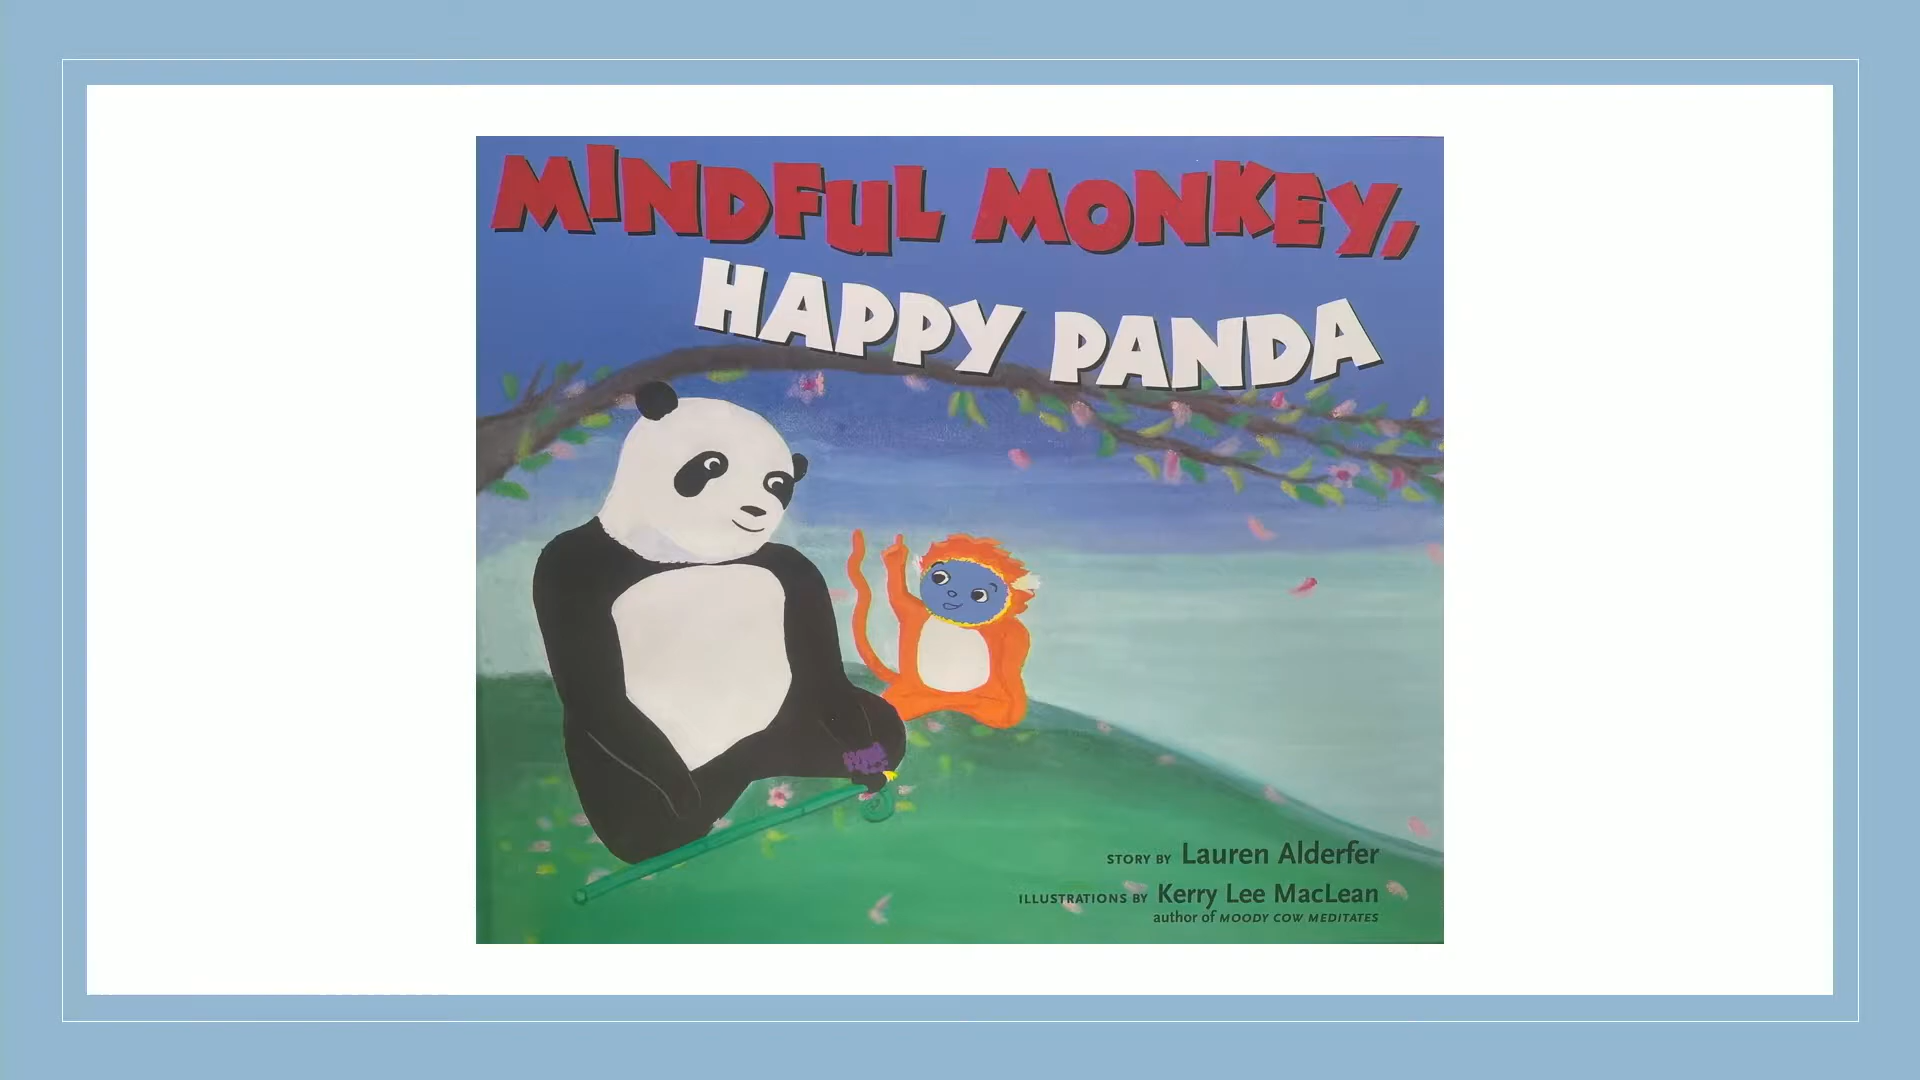 MINDFUL MONKEY,
HAPPY PANDA
STORY BY Lauren Alderfer
ILLUSTRATIONS BY Kerry Lee MacLean
author of MOODY COW MEDITATES